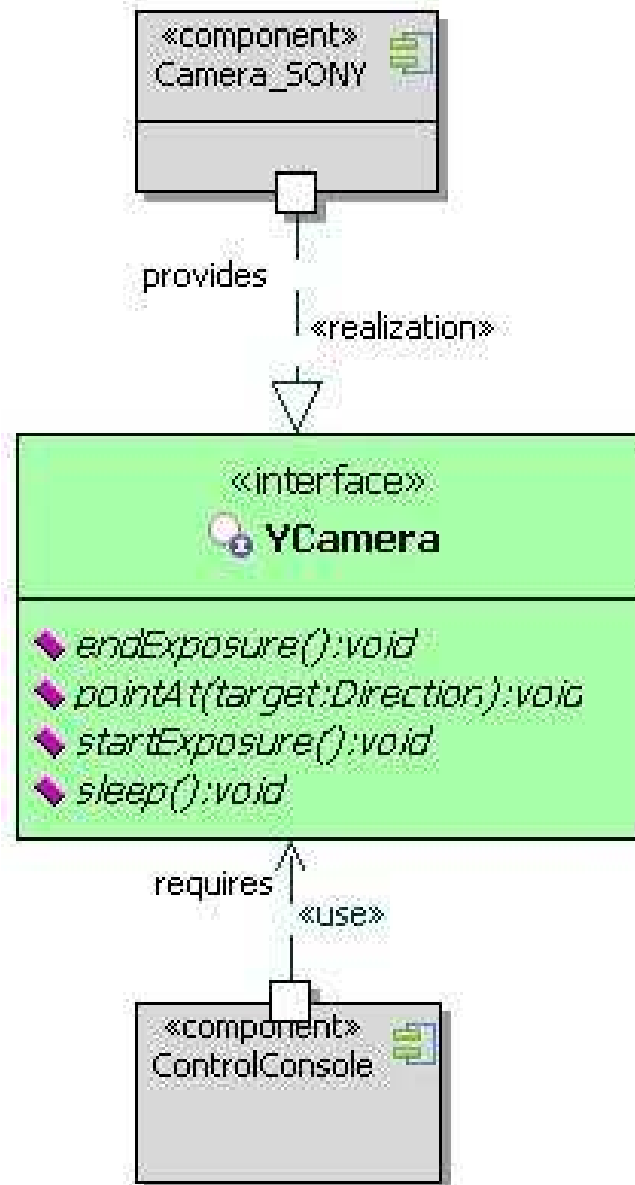 «component»
Camera_SONY
provides
«realization»
«interface»
YCamera
endExposure():void
pointAt(target:Direction):void
startExposure():void
sleep():void
requires
«use»
«component»
ControlConsole